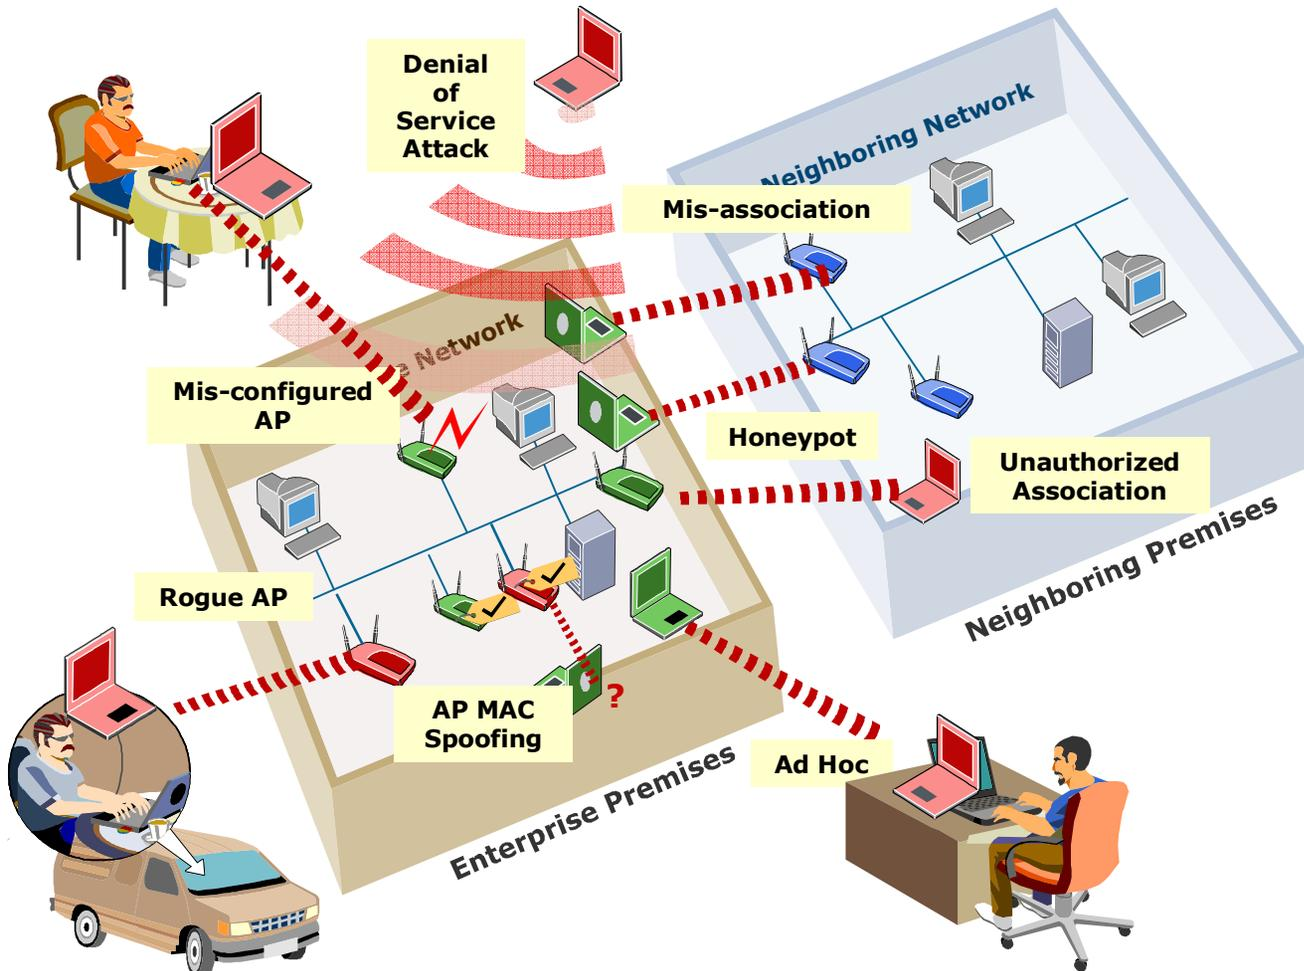 Denial
of
Service
Attack
Neighboring Network
Mis-association
Network
Mis-configured
AP
Honeypot
Unauthorized
Association
Rogue AP
Neighboring Premises
AP MAC
Spoofing
?
Ad Hoc
Enterprise Premises